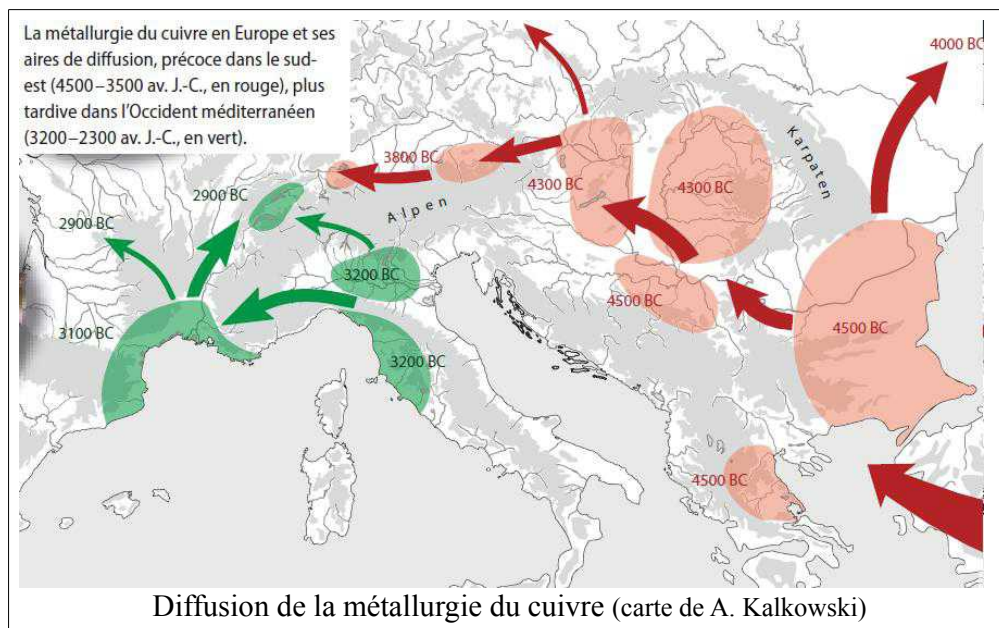 La métallurgie du cuivre en Europe et ses
aires de diffusion, précoce dans le sud-
est (4500–3500 av. J.-C., en rouge), plus
tardive dans l'Occident méditerranéen
(3200–2300 av. J.-C., en vert).
4000 BC
Karpaten
3800 BC
4300 BC
4300 BC
2900 BC
Alpen
2900 BC
3200 BC
4500 BC
4500 BC
3100 BC
3200 BC
4500 BC
Diffusion de la métallurgie du cuivre (carte de A. Kalkowski)